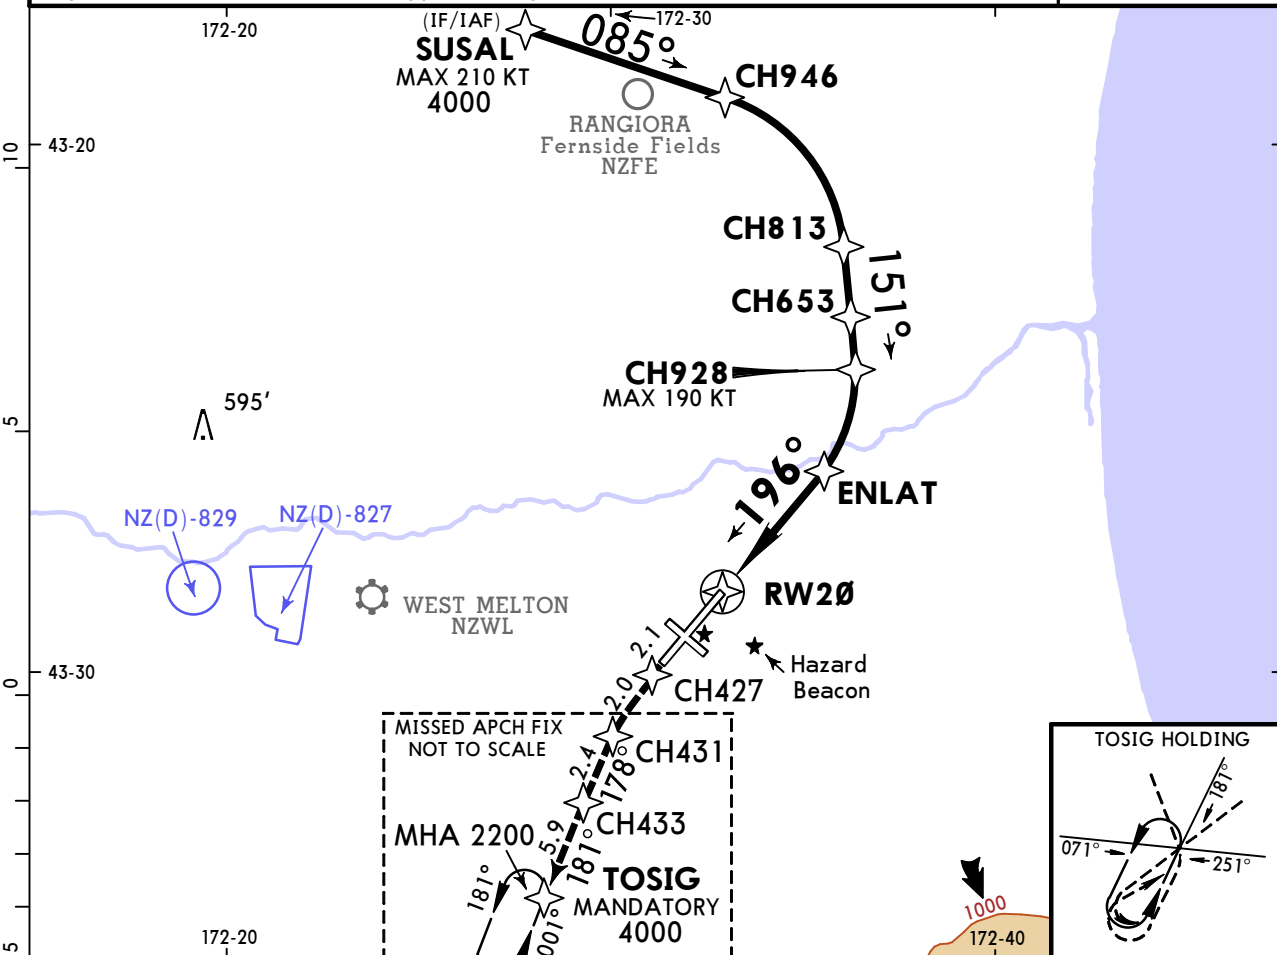 172-20
(IF/IAF)
SUSAL
MAX 210 KT
4000
172-30
085°
CH946
RANGIORA
Fernside Fields
NZFE
10
43-20
CH813
151°
CH653
CH928
MAX 190 KT
595'
5
196°
ENLAT
NZ(D)-829
NZ(D)-827
WEST MELTON
NZWL
RW2Ø
2.1
Hazard
Beacon
0
43-30
CH427
2.0
MISSED APCH FIX
NOT TO SCALE
CH431
2.4
178°
CH433
MHA 2200
5.9
181°
TOSIG
MANDATORY
4000
181°
001°
TOSIG HOLDING
181°
071°
251°
1000
5
172-20
172-40